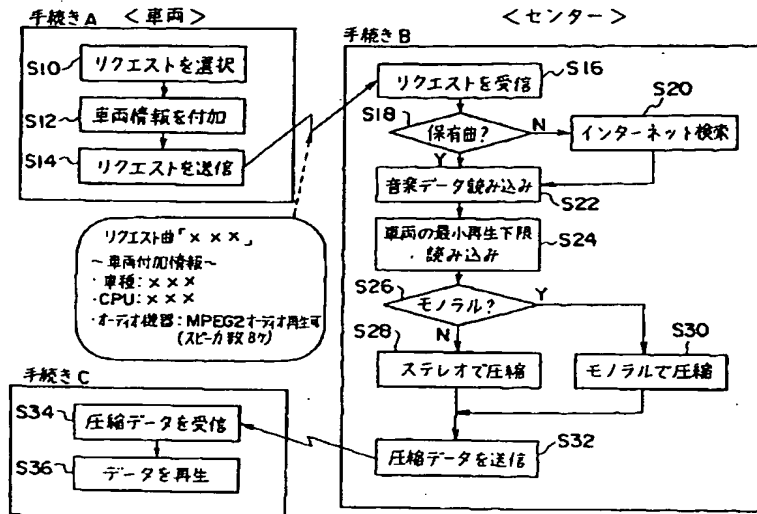 手続きA
＜車両＞
S10
リクエストを選択
S12
車両情報を付加
S14
リクエストを送信
リクエスト曲「×××」
～車両付加情報～
・車種：×××
・CPU：×××
・オーディオ機器：MPEG2オーディオ再生可
(スピーカ数8ケ)
＜センター＞
手続きB
リクエストを受信
S16
S18
保有曲？
N
Y
S20
インターネット検索
音楽データ読み込み
S22
車両の最小再生下限
・読み込み
S24
S26
モノラル？
Y
N
S28
ステレオで圧縮
S30
モノラルで圧縮
圧縮データを送信
S32
手続きC
S34
圧縮データを受信
S36
データを再生